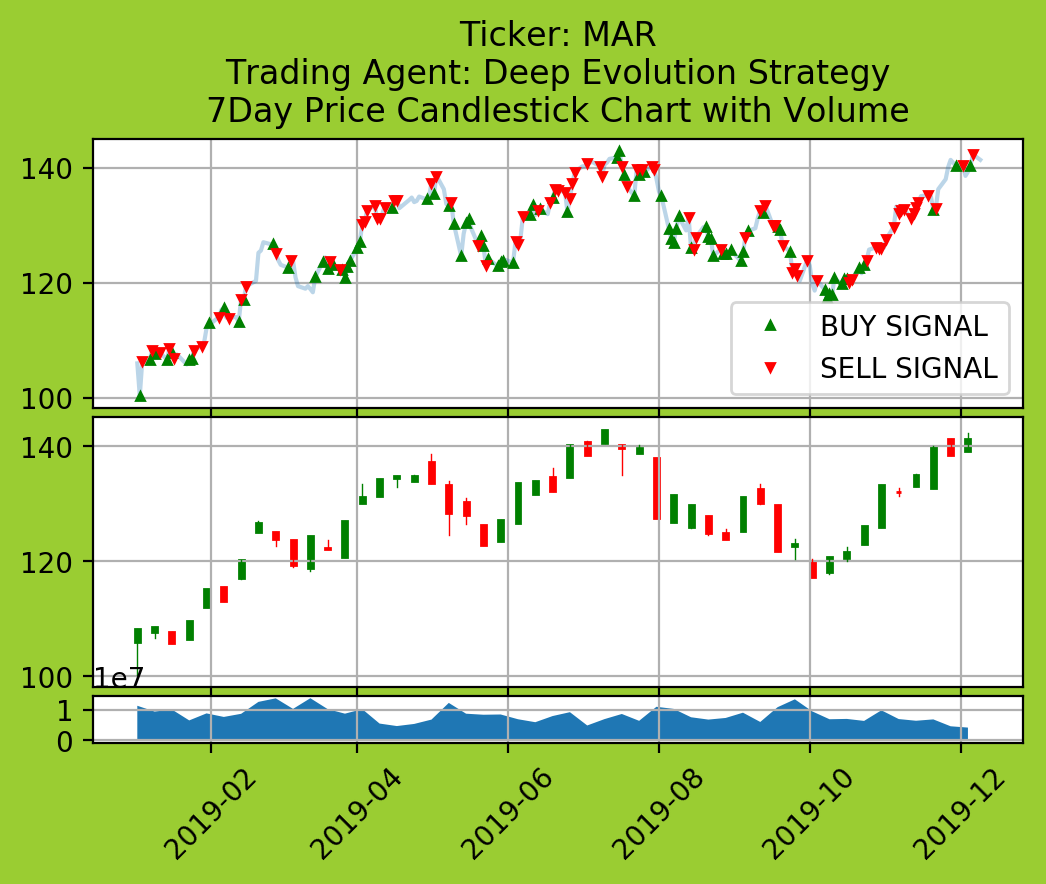 Ticker: MAR
Trading Agent: Deep Evolution Strategy
7Day Price Candlestick Chart with Volume
140
120
100
BUY SIGNAL
SELL SIGNAL
140
120
100
1e7
1
0
2019-02
2019-04
2019-06
2019-08
2019-10
2019-12